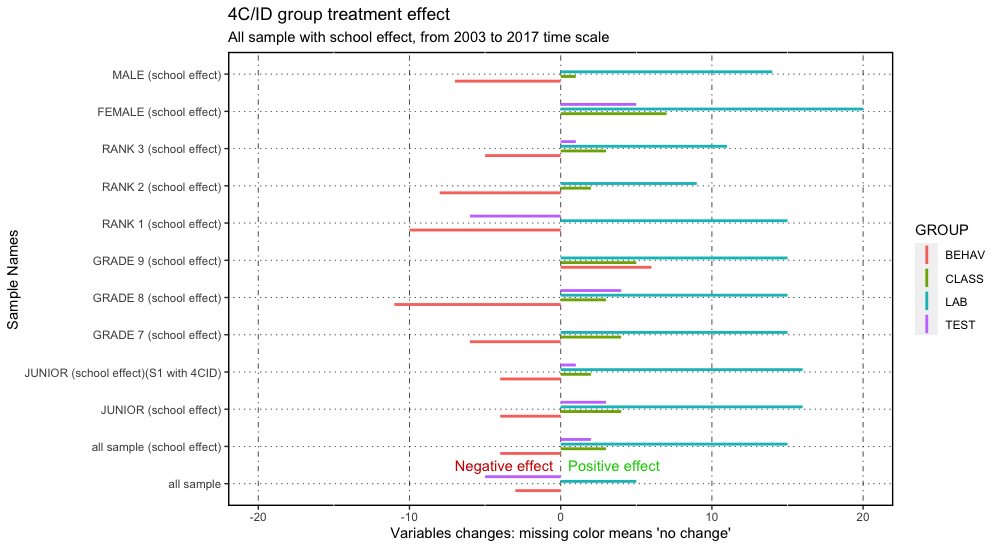 4C/ID group treatment effect
All sample with school effect, from 2003 to 2017 time scale
Sample Names
MALE (school effect)
FEMALE (school effect)
RANK 3 (school effect)
RANK 2 (school effect)
RANK 1 (school effect)
GRADE 9 (school effect)
GRADE 8 (school effect)
GRADE 7 (school effect)
JUNIOR (school effect)(S1 with 4CID)
JUNIOR (school effect)
all sample (school effect)
all sample
Negative effect
Positive effect
-20
-10
0
10
20
Variables changes: missing color means 'no change'
GROUP
BEHAV
CLASS
LAB
TEST